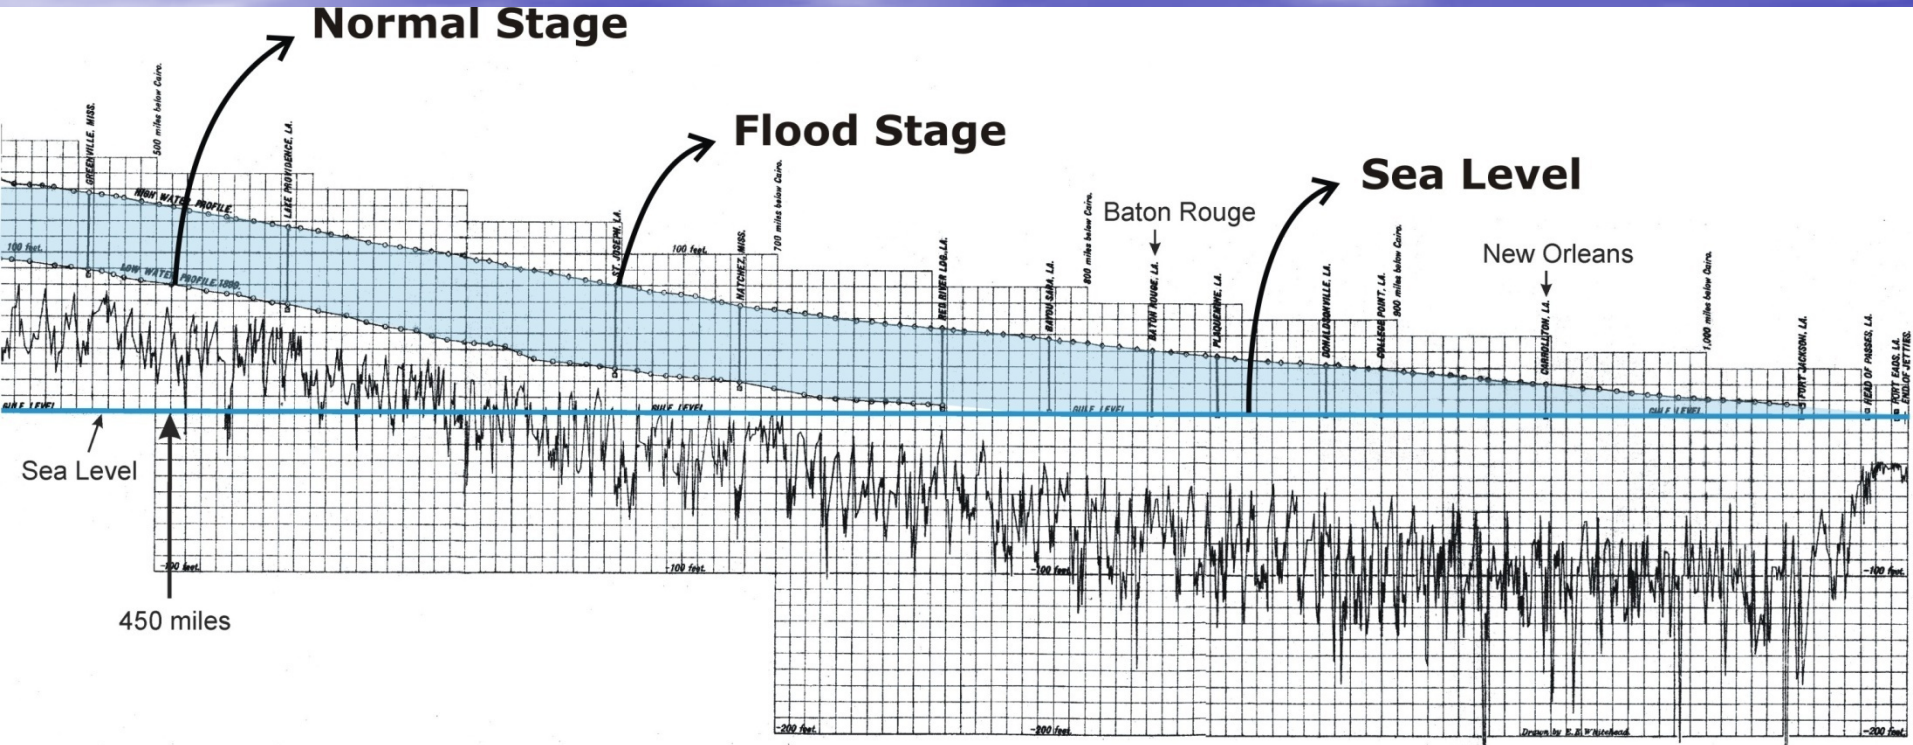 Normal Stage
Flood Stage
Sea Level
GREENVILLE, MISS.
500 miles below Cairo.
LAKE PROVIDENCE, LA.
HIGH WATER PROFILE.
100 feet.
LOW WATER PROFILE. 1890.
ST. JOSEPH, LA.
100 feet.
NATCHEZ, MISS.
700 miles below Cairo.
RED RIVER LDG., LA.
BAYOU SARA, LA.
800 miles below Cairo.
Baton Rouge
BATON ROUGE, LA.
PLAQUEMINE, LA.
DONALDSONVILLE, LA.
COLLEGE POINT, LA.
900 miles below Cairo.
New Orleans
CARROLLTON, LA.
1,000 miles below Cairo.
FORT JACKSON, LA.
HEAD OF PASSES, LA.
PORT EADS, LA.
END OF JETTIES.
GULF LEVEL
GULF LEVEL
GULF LEVEL
GULF LEVEL
Sea Level
-100 feet.
-100 feet.
-100 feet.
-100 feet.
450 miles
-200 feet.
-200 feet.
Drawn by E. E. Whitehead.
-200 feet.